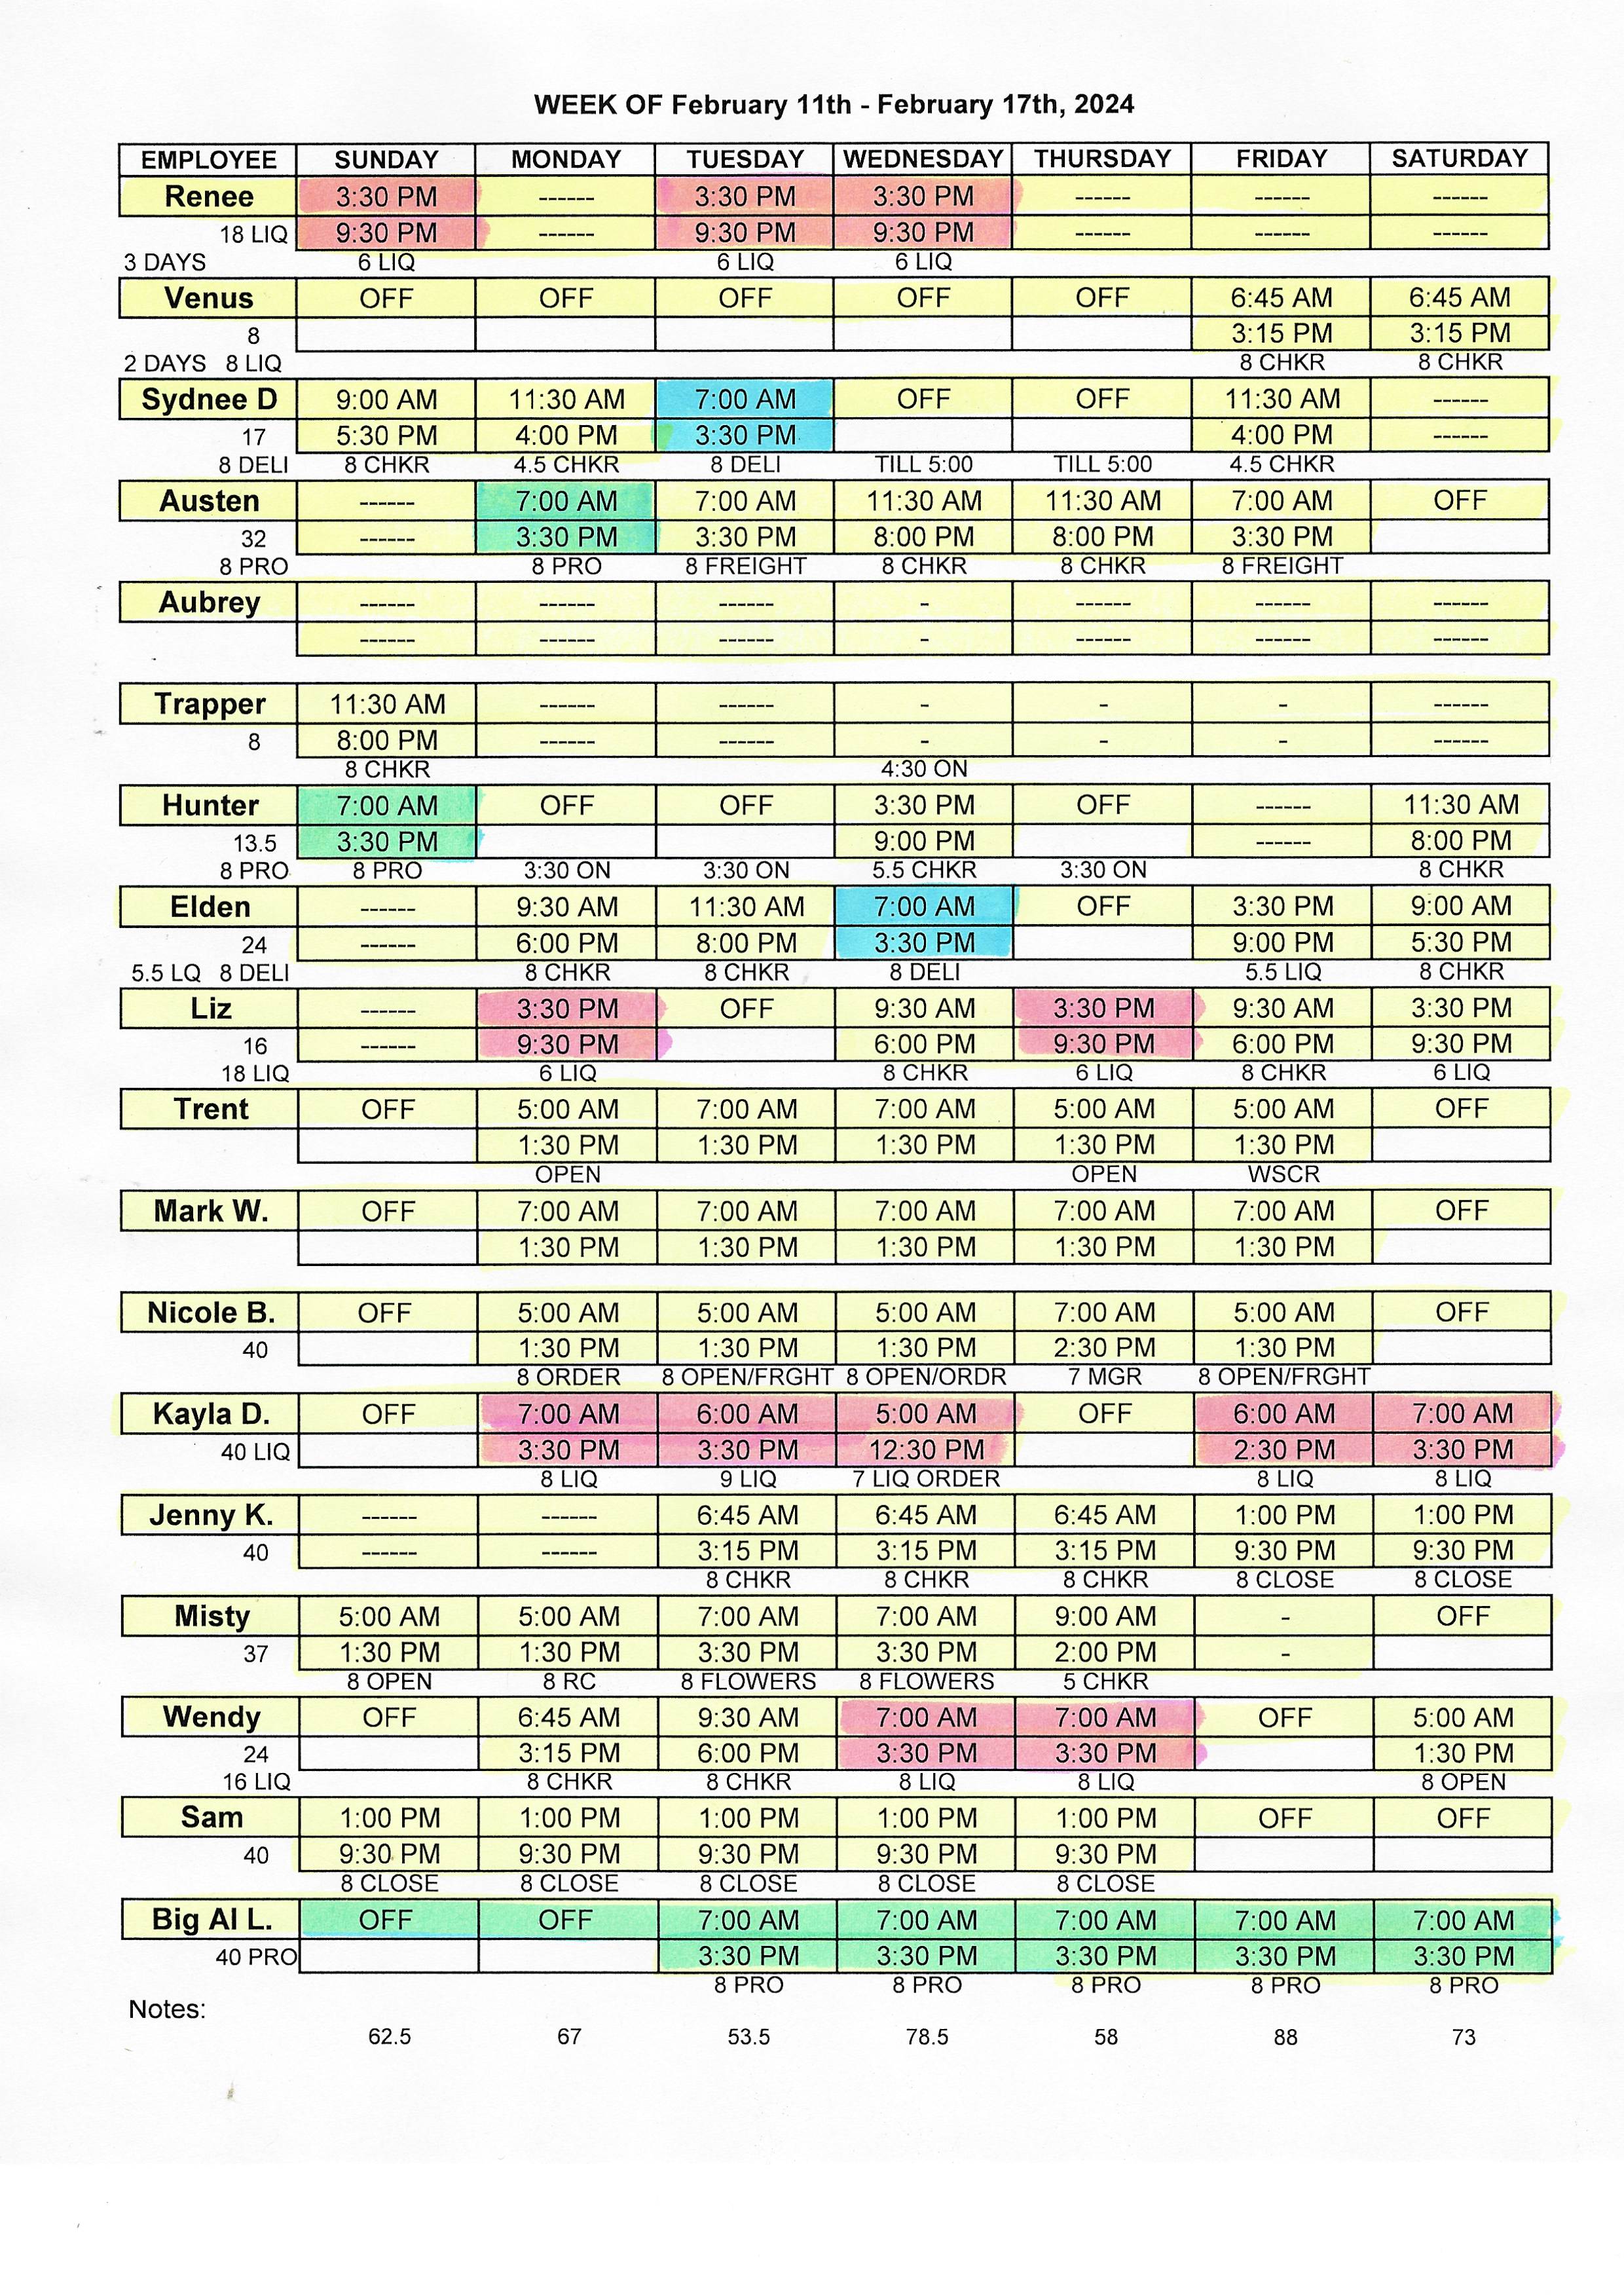 WEEK OF February 11th - February 17th, 2024
EMPLOYEE SUNDAY MONDAY TUESDAY WEDNESDAY THURSDAY FRIDAY SATURDAY
Renee 3:30 PM ------ 3:30 PM 3:30 PM ------ ------ ------
18 LIQ 9:30 PM ------ 9:30 PM 9:30 PM ------ ------ ------
3 DAYS 6 LIQ 6 LIQ 6 LIQ
Venus OFF OFF OFF OFF OFF 6:45 AM 6:45 AM
8 3:15 PM 3:15 PM
2 DAYS 8 LIQ 8 CHKR 8 CHKR
Sydnee D 9:00 AM 11:30 AM 7:00 AM OFF OFF 11:30 AM ------
17 5:30 PM 4:00 PM 3:30 PM 4:00 PM ------
8 DELI 8 CHKR 4.5 CHKR 8 DELI TILL 5:00 TILL 5:00 4.5 CHKR
Austen ------ 7:00 AM 7:00 AM 11:30 AM 11:30 AM 7:00 AM OFF
32 ------ 3:30 PM 3:30 PM 8:00 PM 8:00 PM 3:30 PM
8 PRO 8 PRO 8 FREIGHT 8 CHKR 8 CHKR 8 FREIGHT
Aubrey ------ ------ ------ - ------ ------ ------
------ ------ ------ - ------ ------ ------
Trapper 11:30 AM ------ ------ - - - ------
8 8:00 PM ------ ------ - - - ------
8 CHKR 4:30 ON
Hunter 7:00 AM OFF OFF 3:30 PM OFF ------ 11:30 AM
13.5 3:30 PM 9:00 PM ------ 8:00 PM
8 PRO 8 PRO 3:30 ON 3:30 ON 5.5 CHKR 3:30 ON 8 CHKR
Elden ------ 9:30 AM 11:30 AM 7:00 AM OFF 3:30 PM 9:00 AM
24 ------ 6:00 PM 8:00 PM 3:30 PM 9:00 PM 5:30 PM
5.5 LQ 8 DELI 8 CHKR 8 CHKR 8 DELI 5.5 LIQ 8 CHKR
Liz ------ 3:30 PM OFF 9:30 AM 3:30 PM 9:30 AM 3:30 PM
16 ------ 9:30 PM 6:00 PM 9:30 PM 6:00 PM 9:30 PM
18 LIQ 6 LIQ 8 CHKR 6 LIQ 8 CHKR 6 LIQ
Trent OFF 5:00 AM 7:00 AM 7:00 AM 5:00 AM 5:00 AM OFF
1:30 PM 1:30 PM 1:30 PM 1:30 PM 1:30 PM
OPEN OPEN WSCR
Mark W. OFF 7:00 AM 7:00 AM 7:00 AM 7:00 AM 7:00 AM OFF
1:30 PM 1:30 PM 1:30 PM 1:30 PM 1:30 PM
Nicole B. OFF 5:00 AM 5:00 AM 5:00 AM 7:00 AM 5:00 AM OFF
40 1:30 PM 1:30 PM 1:30 PM 2:30 PM 1:30 PM
8 ORDER 8 OPEN/FRGHT 8 OPEN/ORDR 7 MGR 8 OPEN/FRGHT
Kayla D. OFF 7:00 AM 6:00 AM 5:00 AM OFF 6:00 AM 7:00 AM
40 LIQ 3:30 PM 3:30 PM 12:30 PM 2:30 PM 3:30 PM
8 LIQ 9 LIQ 7 LIQ ORDER 8 LIQ 8 LIQ
Jenny K. ------ ------ 6:45 AM 6:45 AM 6:45 AM 1:00 PM 1:00 PM
40 ------ ------ 3:15 PM 3:15 PM 3:15 PM 9:30 PM 9:30 PM
8 CHKR 8 CHKR 8 CHKR 8 CLOSE 8 CLOSE
Misty 5:00 AM 5:00 AM 7:00 AM 7:00 AM 9:00 AM - OFF
37 1:30 PM 1:30 PM 3:30 PM 3:30 PM 2:00 PM -
8 OPEN 8 RC 8 FLOWERS 8 FLOWERS 5 CHKR
Wendy OFF 6:45 AM 9:30 AM 7:00 AM 7:00 AM OFF 5:00 AM
24 3:15 PM 6:00 PM 3:30 PM 3:30 PM 1:30 PM
16 LIQ 8 CHKR 8 CHKR 8 LIQ 8 LIQ 8 OPEN
Sam 1:00 PM 1:00 PM 1:00 PM 1:00 PM 1:00 PM OFF OFF
40 9:30 PM 9:30 PM 9:30 PM 9:30 PM 9:30 PM
8 CLOSE 8 CLOSE 8 CLOSE 8 CLOSE 8 CLOSE
Big Al L. OFF OFF 7:00 AM 7:00 AM 7:00 AM 7:00 AM 7:00 AM
40 PRO 3:30 PM 3:30 PM 3:30 PM 3:30 PM 3:30 PM
8 PRO 8 PRO 8 PRO 8 PRO 8 PRO
Notes:
62.5 67 53.5 78.5 58 88 73